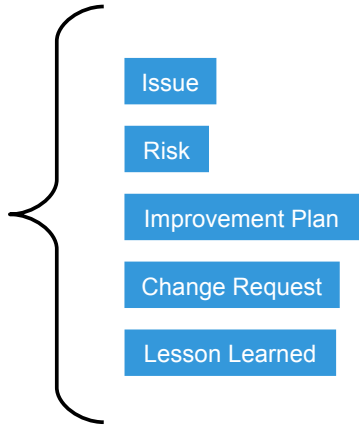 Issue
Risk
Improvement Plan
Change Request
Lesson Learned